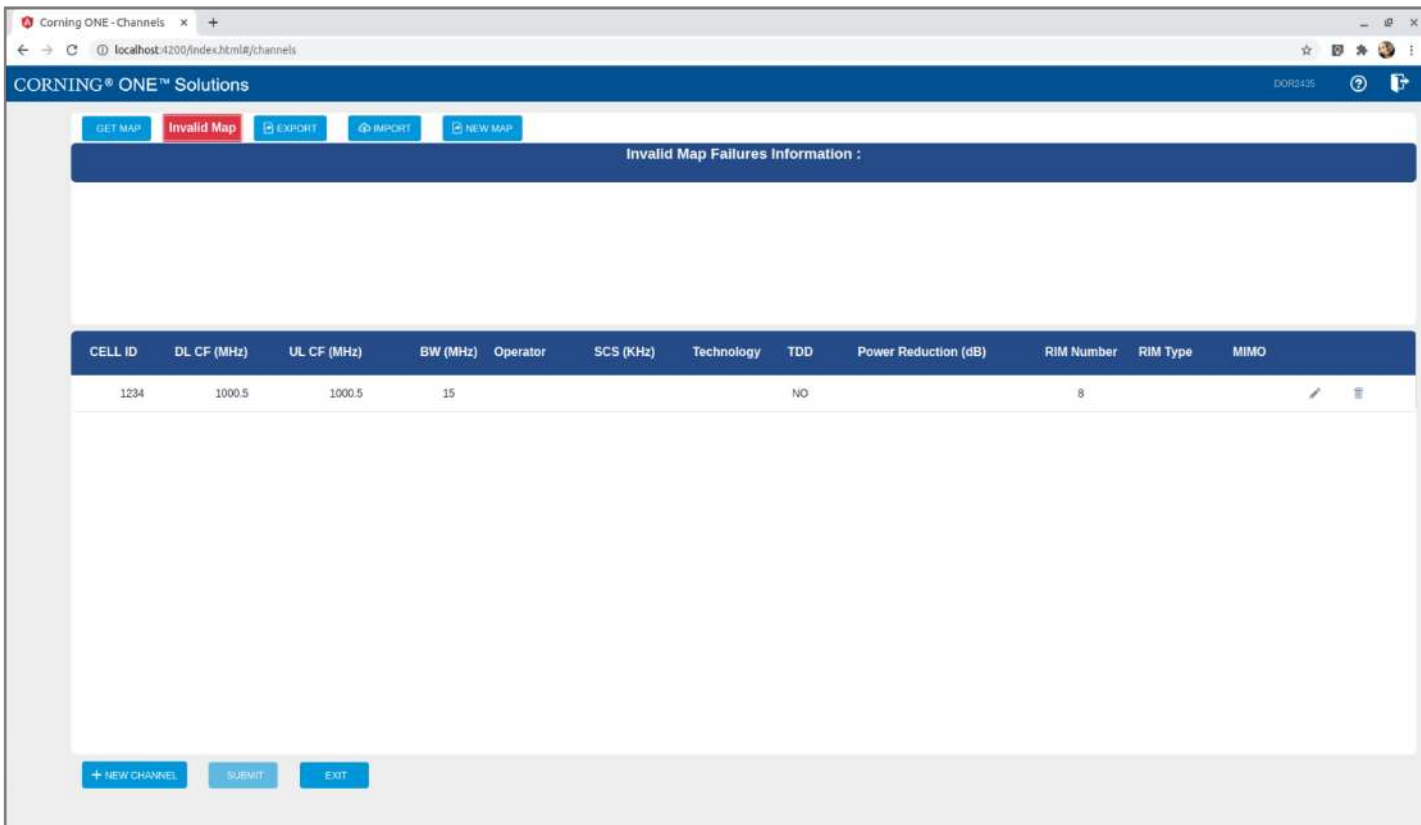 Corning ONE - Channels
localhost:4200/index.html#/channels
CORNING® ONE™ Solutions DOR2435
GET MAP Invalid Map EXPORT IMPORT NEW MAP
Invalid Map Failures Information :
CELL ID DL CF (MHz) UL CF (MHz) BW (MHz) Operator SCS (KHz) Technology TDD Power Reduction (dB) RIM Number RIM Type MIMO
1234 1000.5 1000.5 15 NO 8
+ NEW CHANNEL SUBMIT EXIT